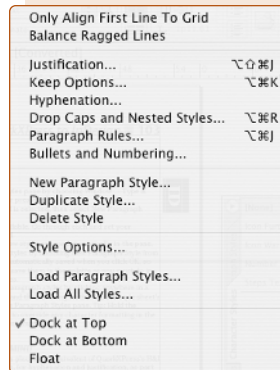 Only Align First Line To Grid
Balance Ragged Lines
Justification... ⌥⇧⌘J
Keep Options... ⌥⌘K
Hyphenation...
Drop Caps and Nested Styles... ⌥⌘R
Paragraph Rules... ⌥⌘J
Bullets and Numbering...
New Paragraph Style...
Duplicate Style...
Delete Style
Style Options...
Load Paragraph Styles...
Load All Styles...
✓ Dock at Top
Dock at Bottom
Float